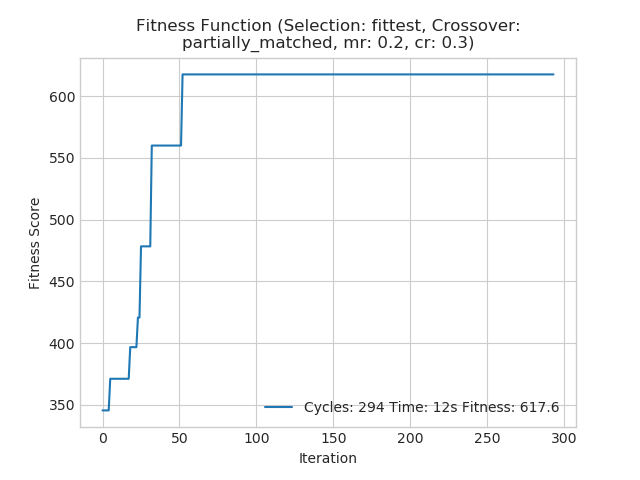 Fitness Function (Selection: fittest, Crossover:
partially_matched, mr: 0.2, cr: 0.3)
Fitness Score
600
550
500
450
400
350
Cycles: 294 Time: 12s Fitness: 617.6
0
50
100
150
200
250
300
Iteration